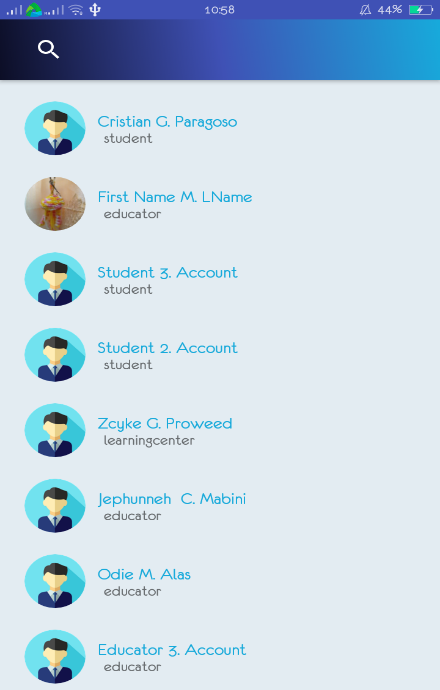 10:58
44%
Cristian G. Paragoso
student
First Name M. LName
educator
Student 3. Account
student
Student 2. Account
student
Zcyke G. Proweed
learningcenter
Jephunneh  C. Mabini
educator
Odie M. Alas
educator
Educator 3. Account
educator